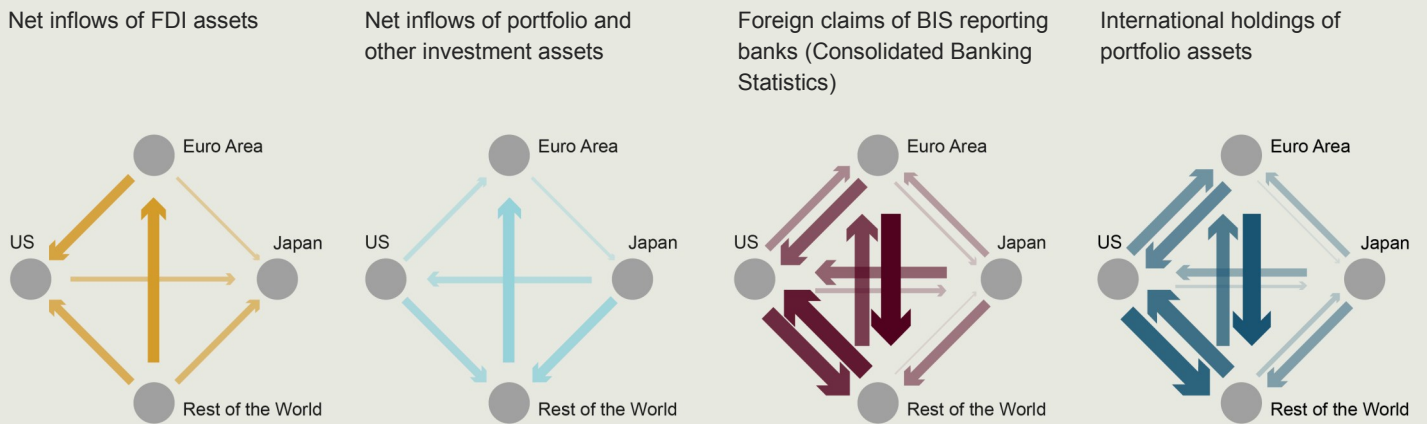 Net inflows of FDI assets
Euro Area
US
Japan
Rest of the World
Net inflows of portfolio and
other investment assets
Euro Area
US
Japan
Rest of the World
Foreign claims of BIS reporting
banks (Consolidated Banking
Statistics)
Euro Area
US
Japan
Rest of the World
International holdings of
portfolio assets
Euro Area
US
Japan
Rest of the World